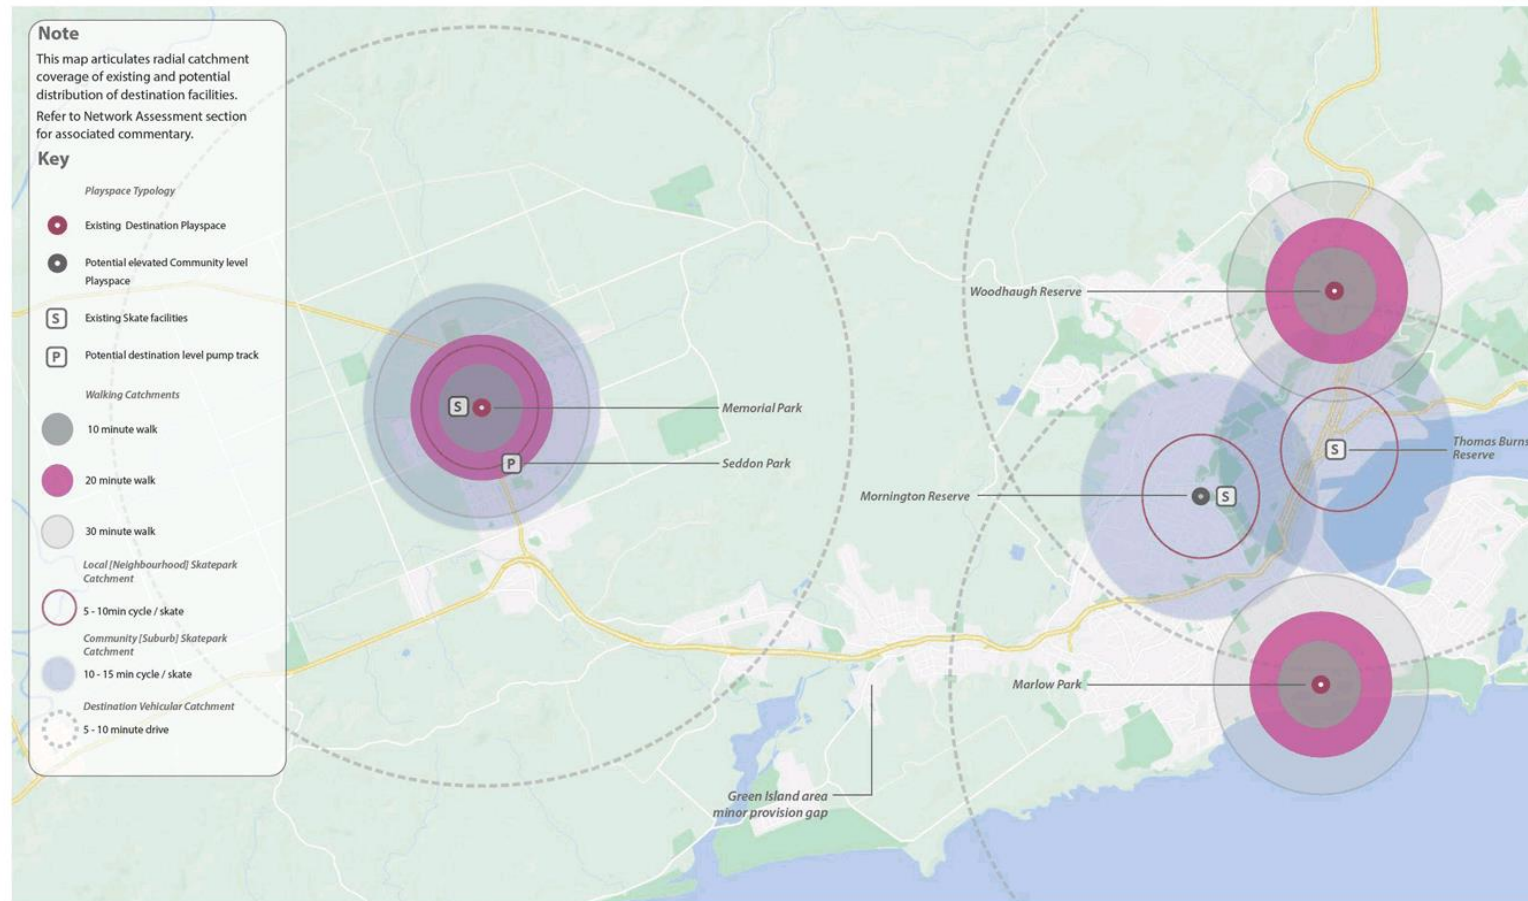 Note
This map articulates radial catchment
coverage of existing and potential
distribution of destination facilities.
Refer to Network Assessment section
for associated commentary.
Key
Playspace Typology
Existing Destination Playspace
Potential elevated Community level
Playspace
S
Existing Skate facilities
P
Potential destination level pump track
Walking Catchments
10 minute walk
20 minute walk
30 minute walk
Local [Neighbourhood] Skatepark
Catchment
5 - 10min cycle / skate
Community [Suburb] Skatepark
Catchment
10 - 15 min cycle / skate
Destination Vehicular Catchment
5 - 10 minute drive
S
Memorial Park
P
Seddon Park
Woodhaugh Reserve
S
Thomas Burns
Reserve
Mornington Reserve
S
Marlow Park
Green Island area
minor provision gap